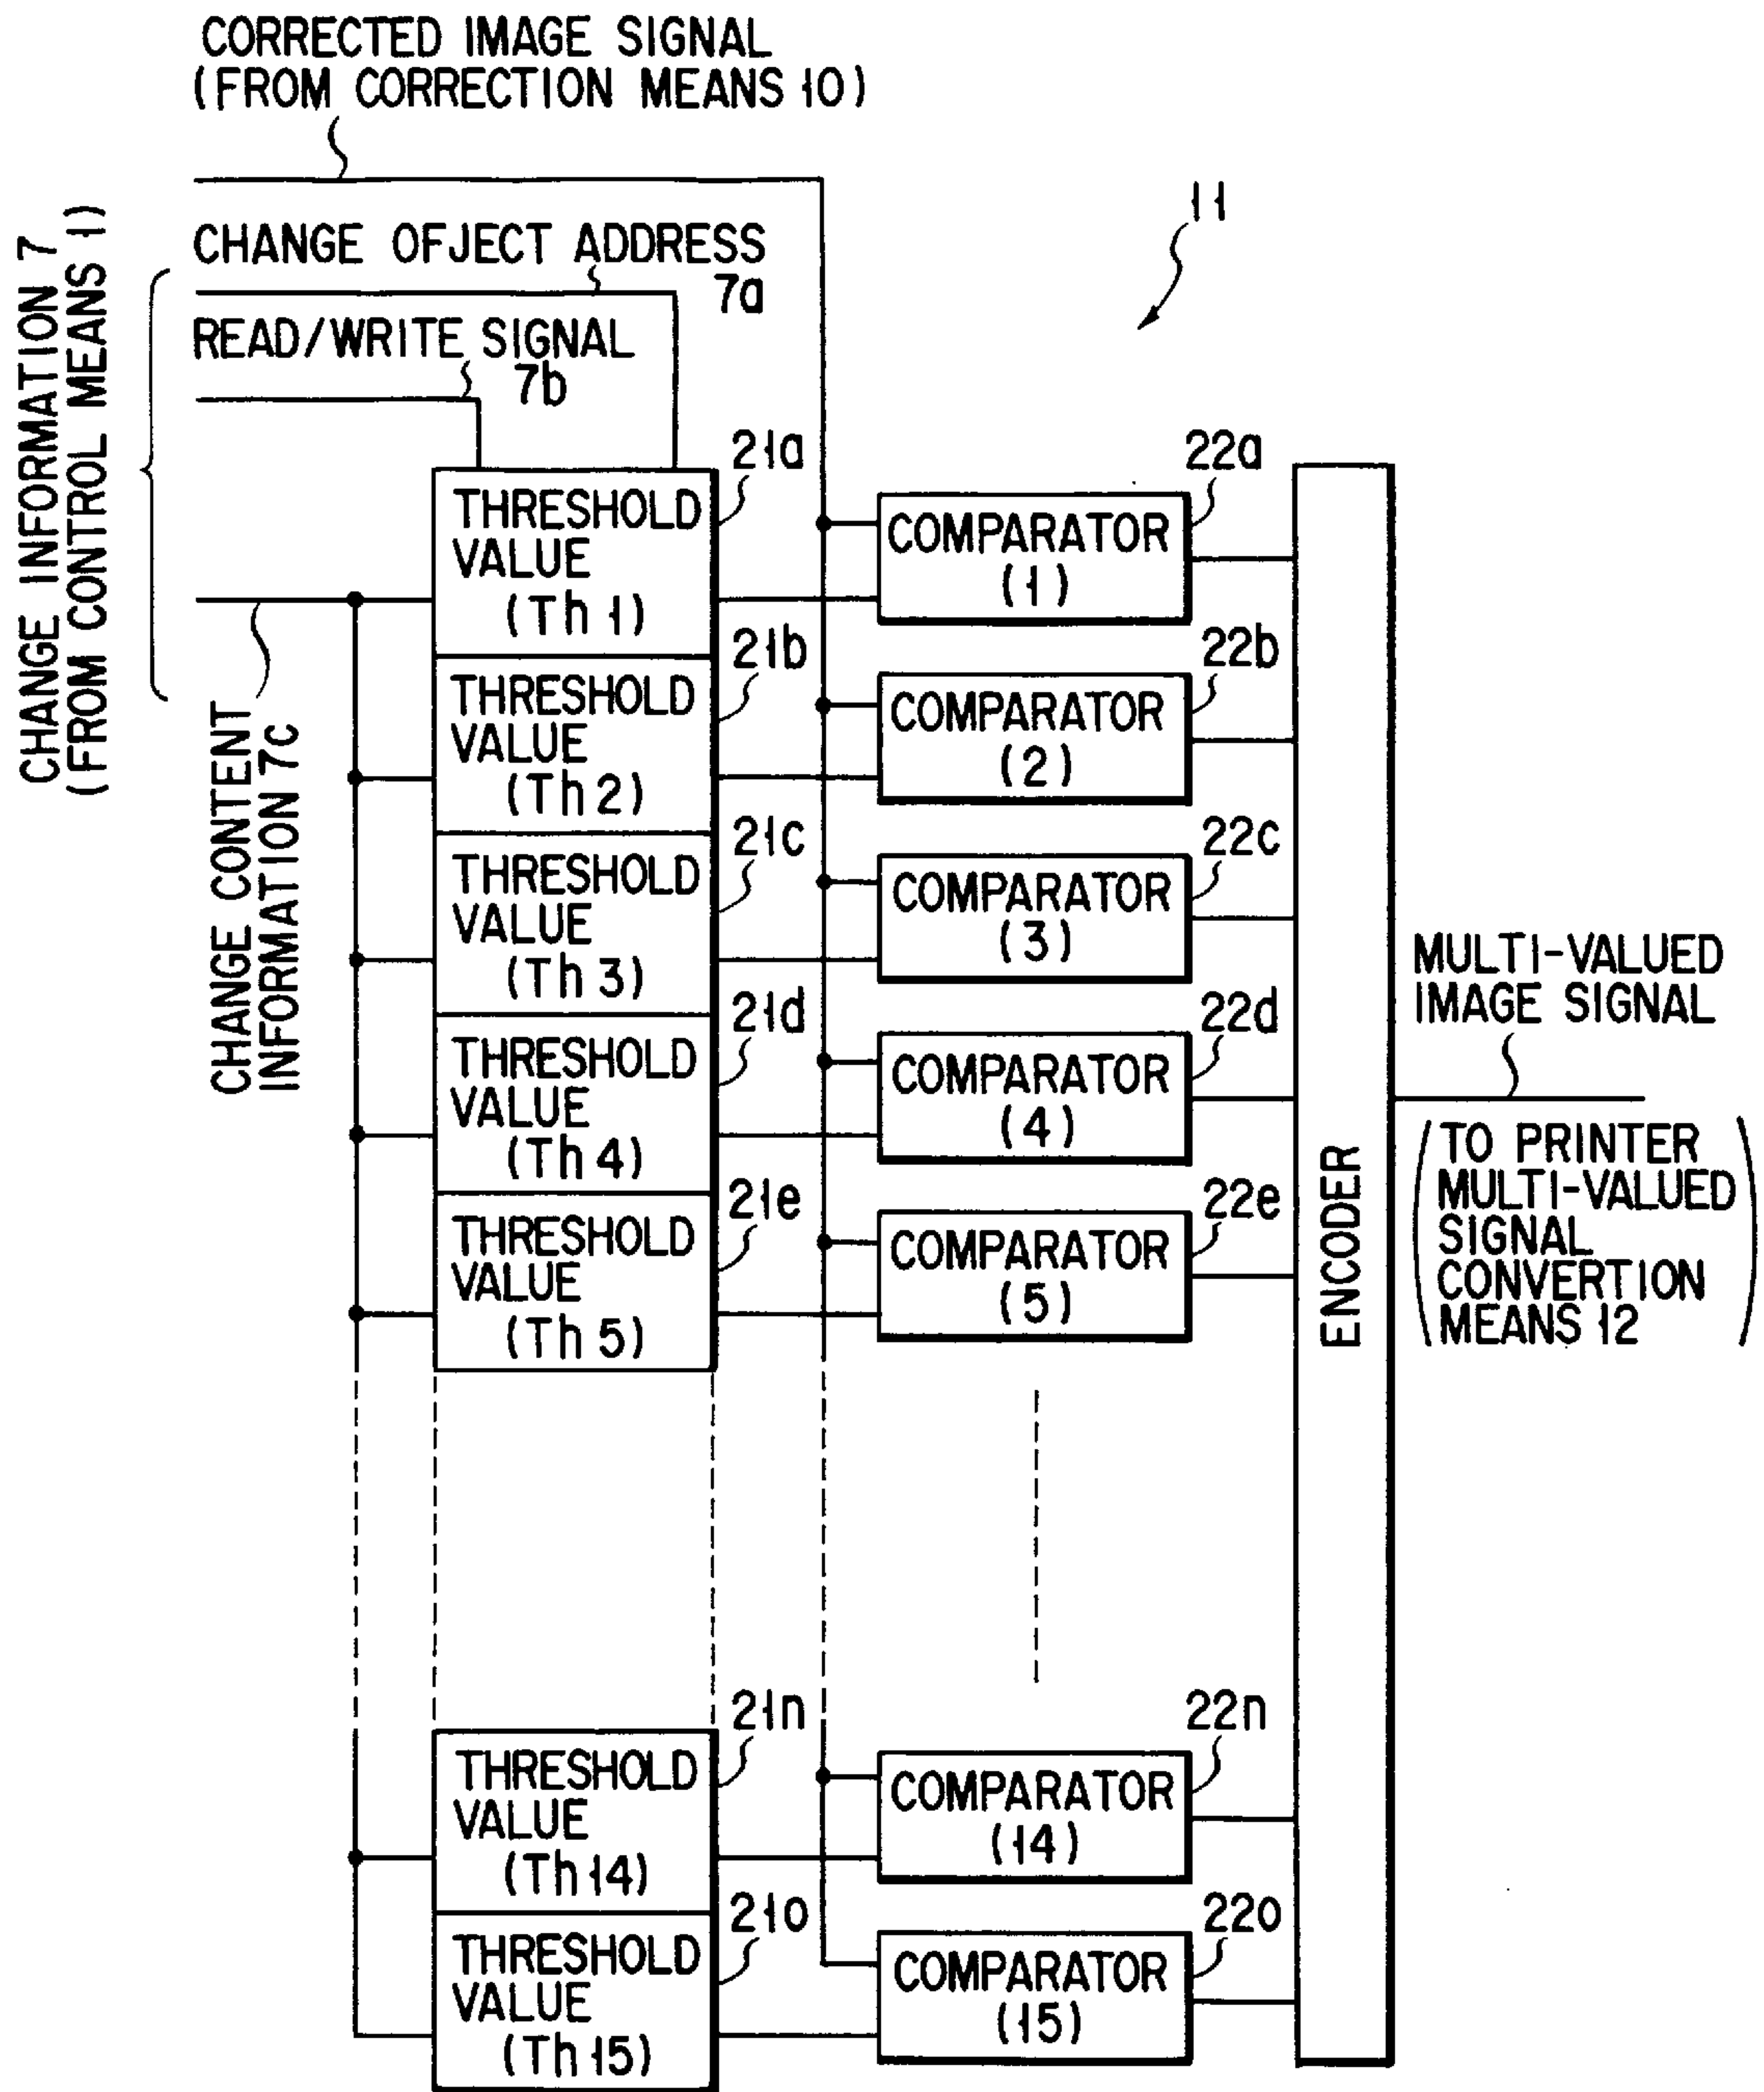 CORRECTED IMAGE SIGNAL
(FROM CORRECTION MEANS 10)
11
CHANGE INFORMATION 7
(FROM CONTROL MEANS 1)
CHANGE OFJECT ADDRESS
7a
READ/WRITE SIGNAL
7b
CHANGE CONTENT
INFORMATION 7c
21a
THRESHOLD
VALUE
(Th 1)
21b
THRESHOLD
VALUE
(Th 2)
21c
THRESHOLD
VALUE
(Th 3)
21d
THRESHOLD
VALUE
(Th 4)
21e
THRESHOLD
VALUE
(Th 5)
21n
THRESHOLD
VALUE
(Th 14)
21o
THRESHOLD
VALUE
(Th 15)
22a
COMPARATOR
(1)
22b
COMPARATOR
(2)
22c
COMPARATOR
(3)
22d
COMPARATOR
(4)
22e
COMPARATOR
(5)
22n
COMPARATOR
(14)
22o
COMPARATOR
(15)
ENCODER
MULTI-VALUED
IMAGE SIGNAL
(TO PRINTER
MULTI-VALUED
SIGNAL
CONVERTION
MEANS 12)